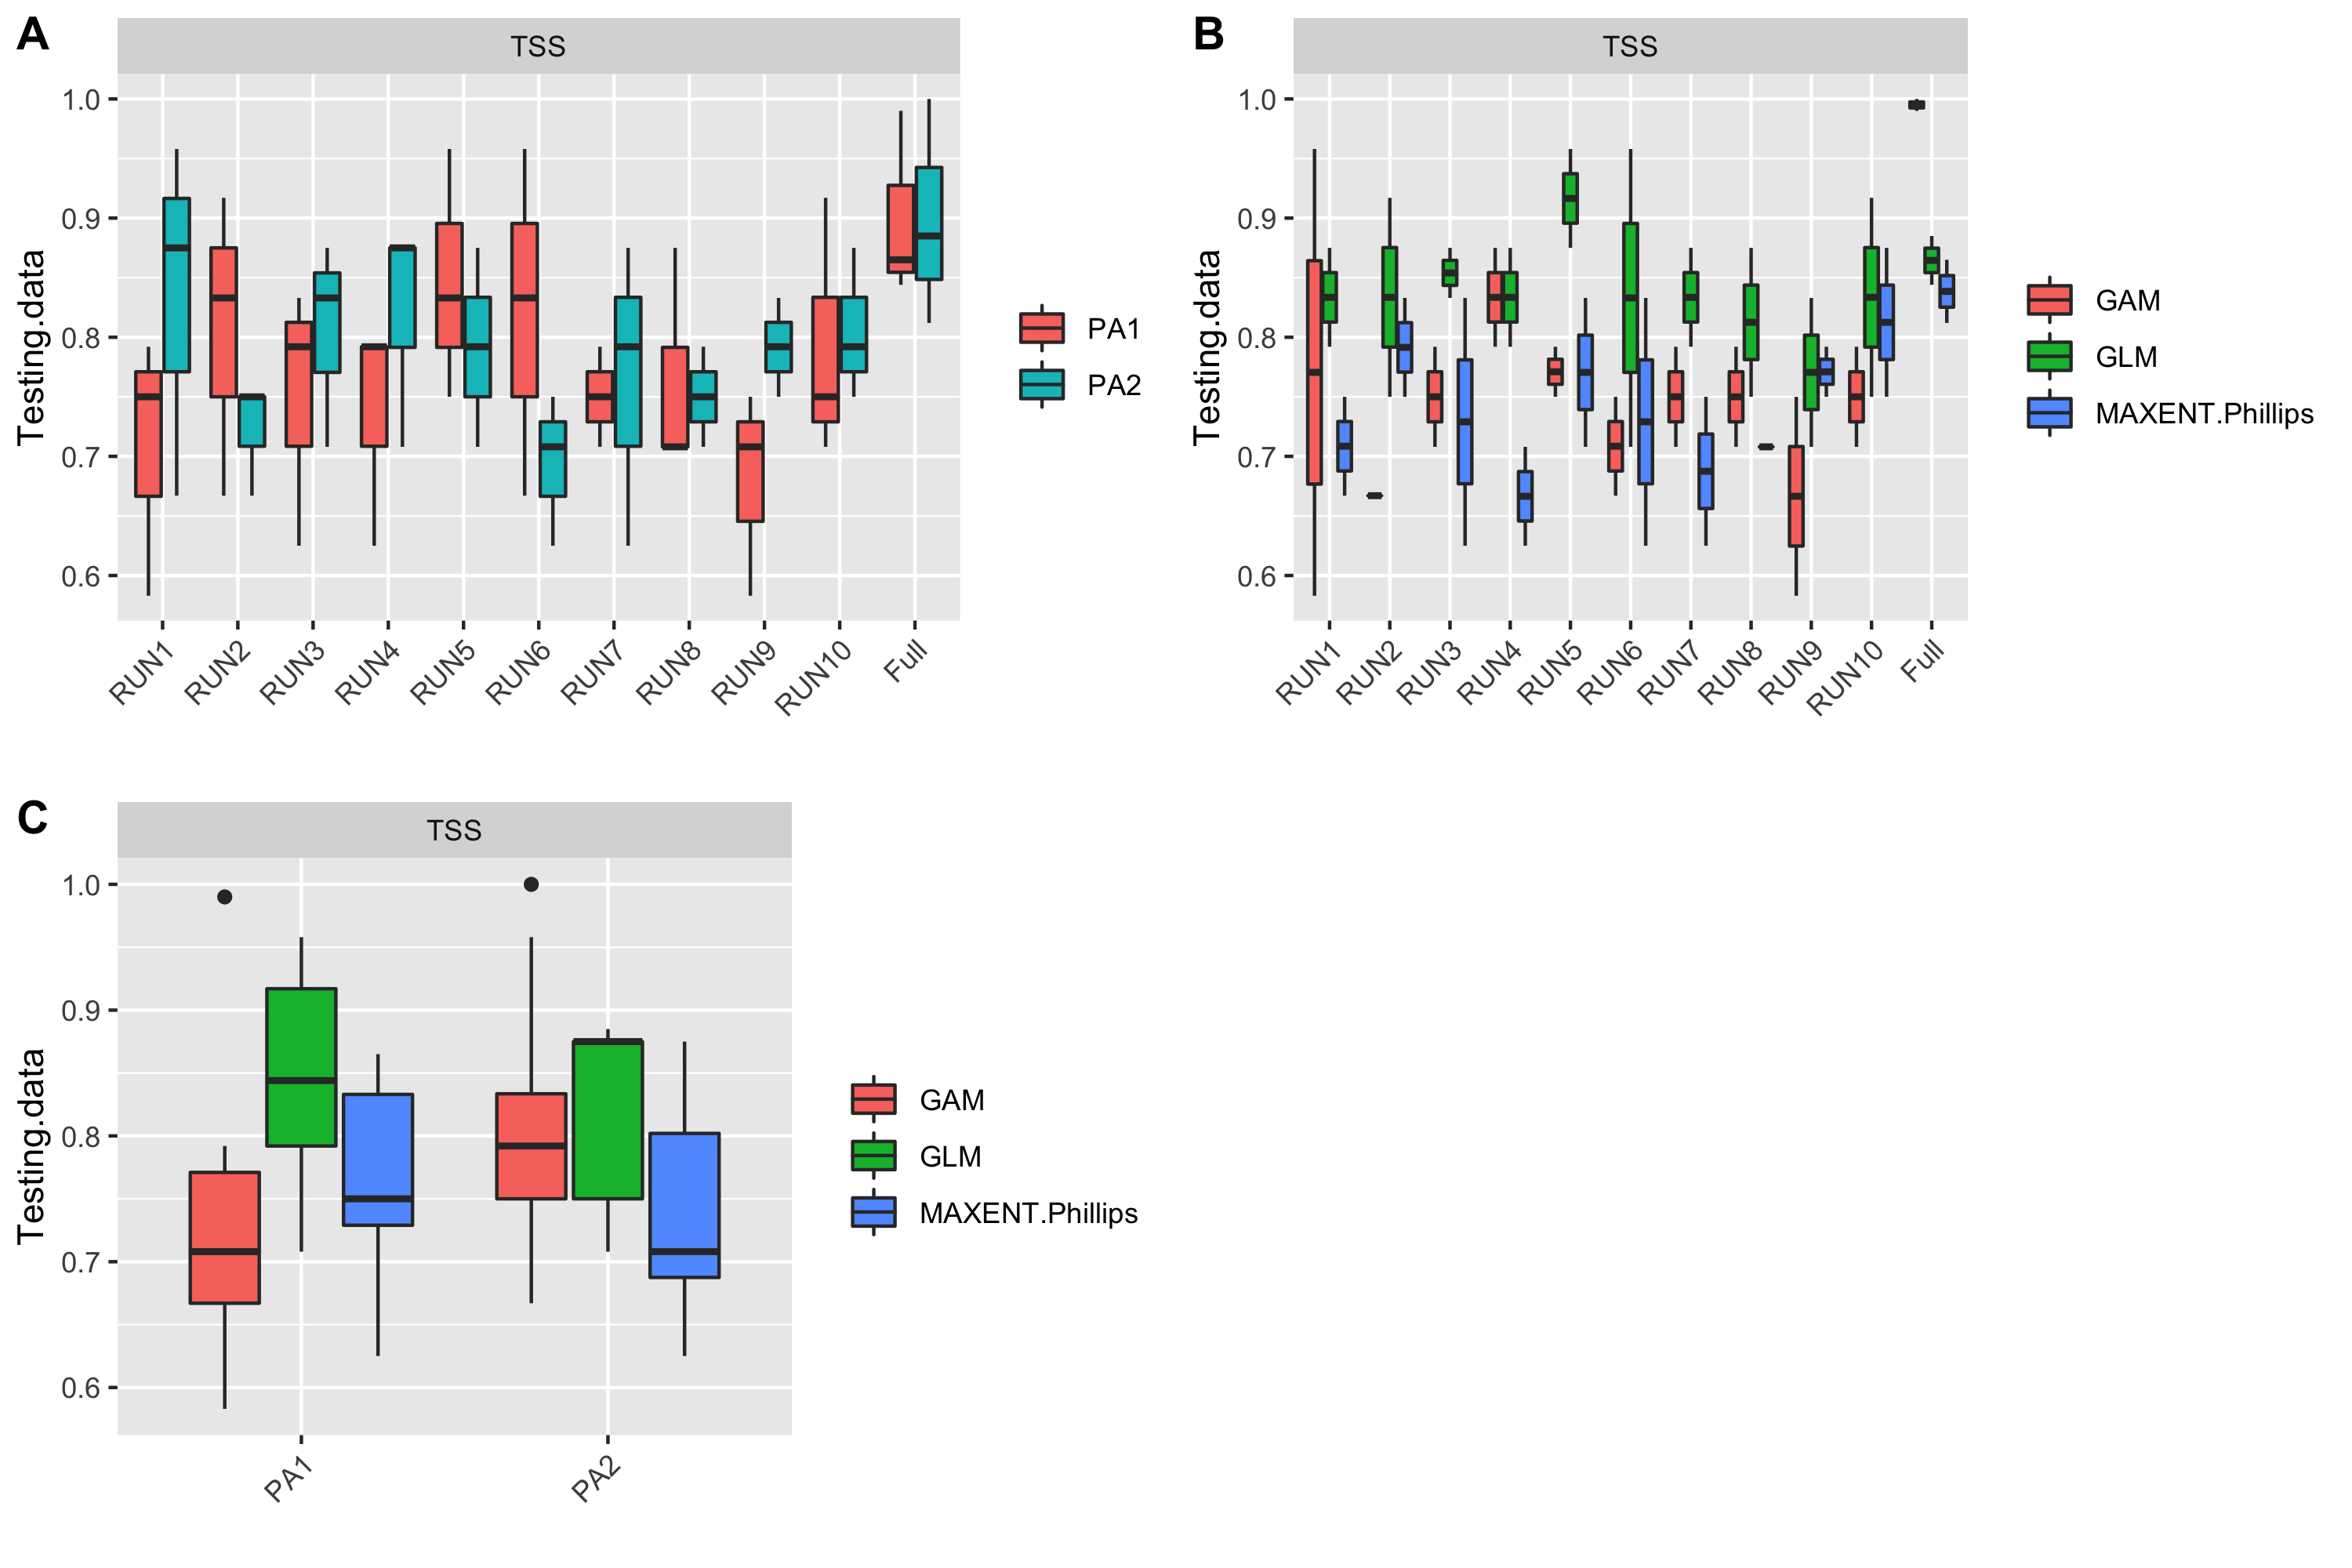 A
TSS
Testing.data
1.0
0.9
0.8
0.7
0.6
RUN1
RUN2
RUN3
RUN4
RUN5
RUN6
RUN7
RUN8
RUN9
RUN10
Full
PA1
PA2
B
TSS
Testing.data
1.0
0.9
0.8
0.7
0.6
RUN1
RUN2
RUN3
RUN4
RUN5
RUN6
RUN7
RUN8
RUN9
RUN10
Full
GAM
GLM
MAXENT.Phillips
C
TSS
Testing.data
1.0
0.9
0.8
0.7
0.6
PA1
PA2
GAM
GLM
MAXENT.Phillips